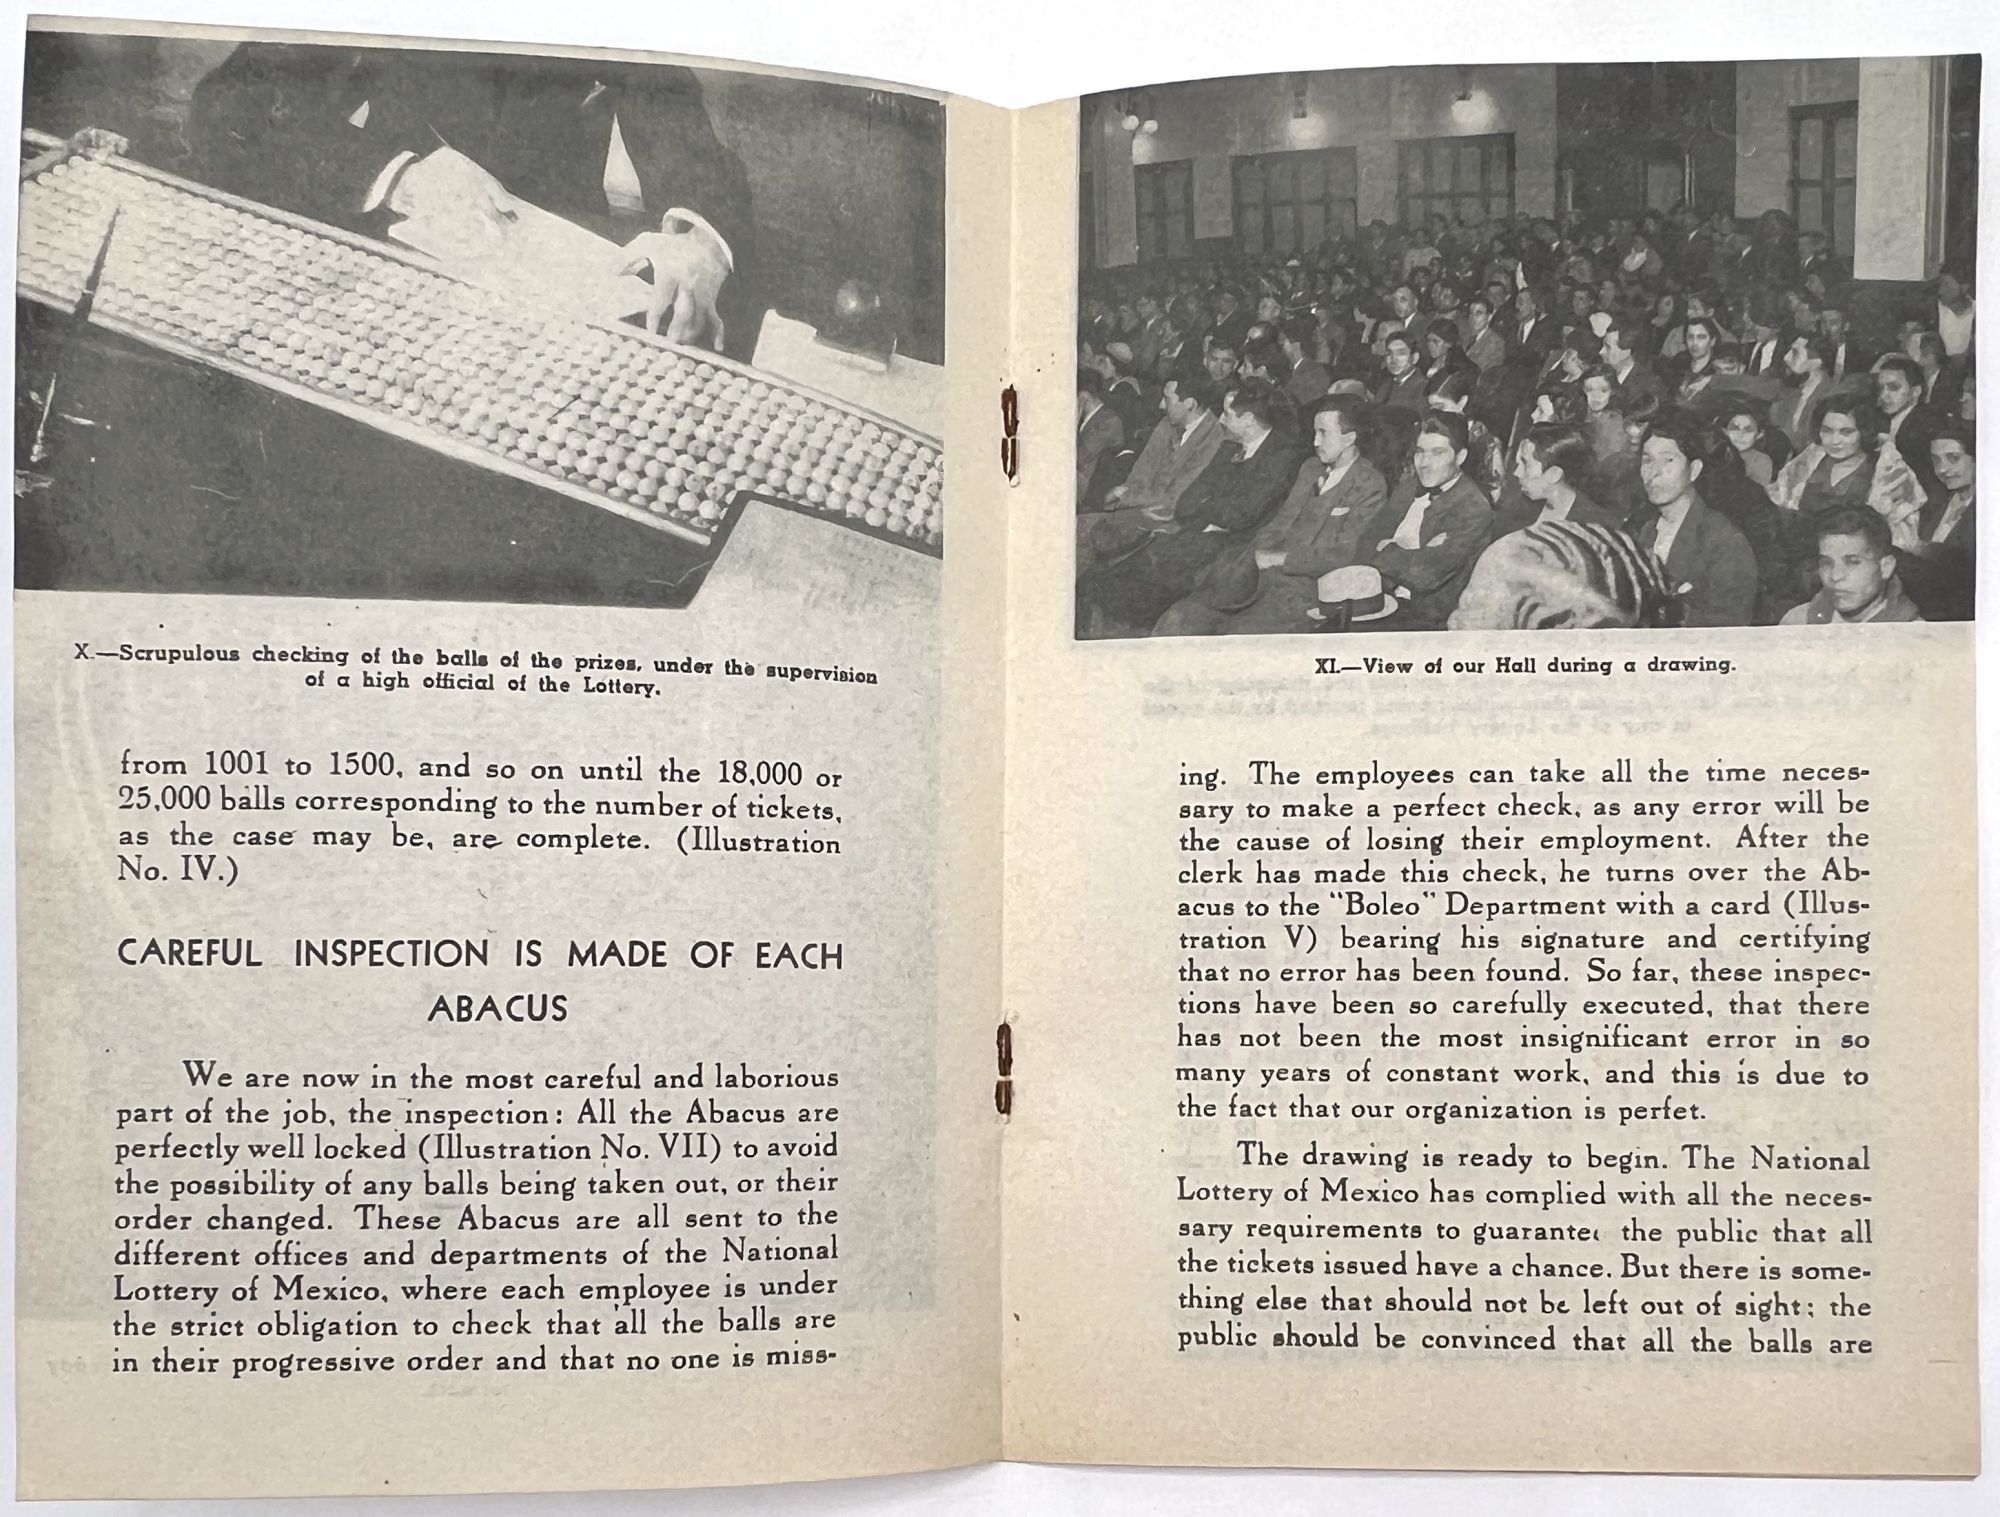 X.—Scrupulous checking of the balls of the prizes, under the supervision
of a high official of the Lottery.
from 1001 to 1500, and so on until the 18,000 or
25,000 balls corresponding to the number of tickets,
as the case may be, are complete. (Illustration
No. IV.)
CAREFUL INSPECTION IS MADE OF EACH
ABACUS
We are now in the most careful and laborious
part of the job, the inspection: All the Abacus are
perfectly well locked (Illustration No. VII) to avoid
the possibility of any balls being taken out, or their
order changed. These Abacus are all sent to the
different offices and departments of the National
Lottery of Mexico, where each employee is under
the strict obligation to check that all the balls are
in their progressive order and that no one is miss-
XI.—View of our Hall during a drawing.
ing. The employees can take all the time neces-
sary to make a perfect check, as any error will be
the cause of losing their employment. After the
clerk has made this check, he turns over the Ab-
acus to the "Boleo" Department with a card (Illus-
tration V) bearing his signature and certifying
that no error has been found. So far, these inspec-
tions have been so carefully executed, that there
has not been the most insignificant error in so
many years of constant work, and this is due to
the fact that our organization is perfet.
The drawing is ready to begin. The National
Lottery of Mexico has complied with all the neces-
sary requirements to guarantee the public that all
the tickets issued have a chance. But there is some-
thing else that should not be left out of sight; the
public should be convinced that all the balls are